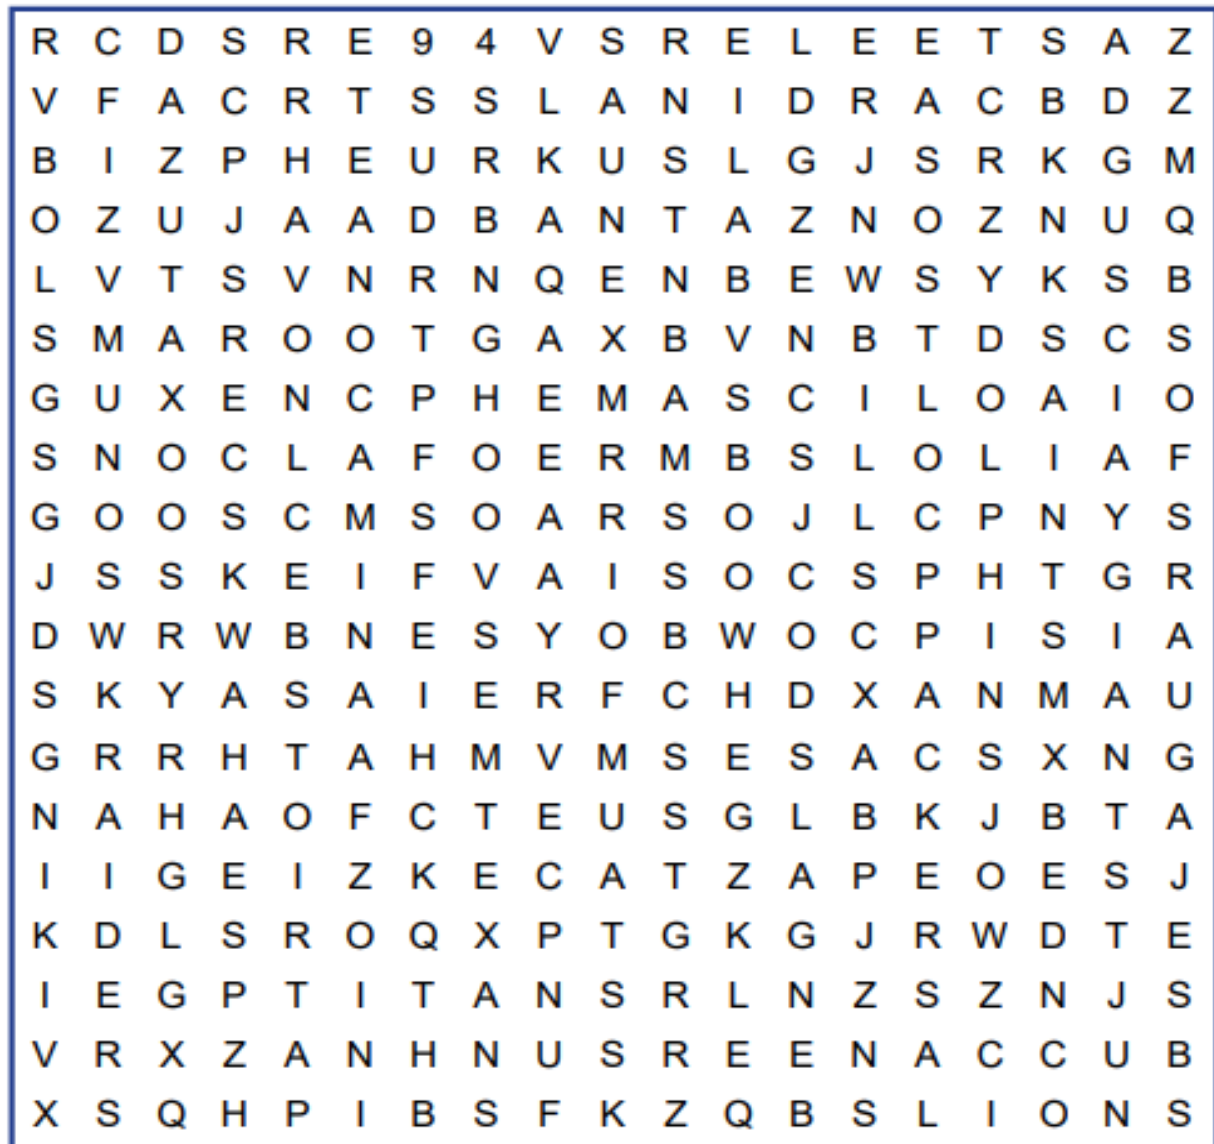 R C D S R E 9 4 V S R E L E E T S A Z
V F A C R T S S L A N I D R A C B D Z
B I Z P H E U R K U S L G J S R K G M
O Z U J A A D B A N T A Z N O Z N U Q
L V T S V N R N Q E N B E W S Y K S B
S M A R O O T G A X B V N B T D S C S
G U X E N C P H E M A S C I L O A I O
S N O C L A F O E R M B S L O L I A F
G O O S C M S O A R S O J L C P N Y S
J S S K E I F V A I S O C S P H T G R
D W R W B N E S Y O B W O C P I S I A
S K Y A S A I E R F C H D X A N M A U
G R R H T A H M V M S E S A C S X N G
N A H A O F C T E U S G L B K J B T A
I I G E I Z K E C A T Z A P E O E S J
K D L S R O Q X P T G K G J R W D T E
I E G P T I T A N S R L N Z S Z N J S
V R X Z A N H N U S R E E N A C C U B
X S Q H P I B S F K Z Q B S L I O N S